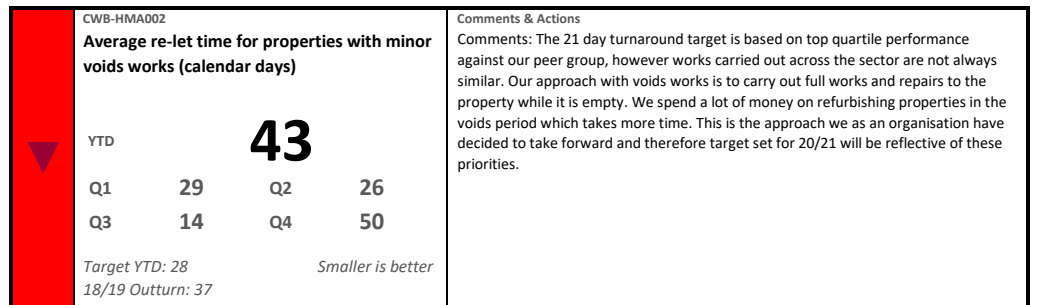 CWB-HMA002
Average re-let time for properties with minor
voids works (calendar days)
YTD 43
Q1 29 Q2 26
Q3 14 Q4 50
Target YTD: 28 Smaller is better
18/19 Outturn: 37
Comments & Actions
Comments: The 21 day turnaround target is based on top quartile performance
against our peer group, however works carried out across the sector are not always
similar. Our approach with voids works is to carry out full works and repairs to the
property while it is empty. We spend a lot of money on refurbishing properties in the
voids period which takes more time. This is the approach we as an organisation have
decided to take forward and therefore target set for 20/21 will be reflective of these
priorities.